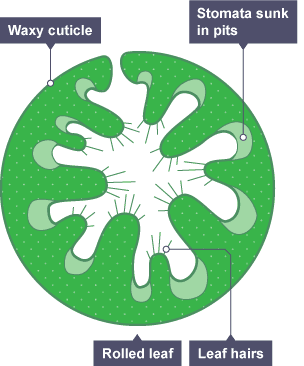 Stomata sunk
in pits
Waxy cuticle
Rolled leaf
Leaf hairs